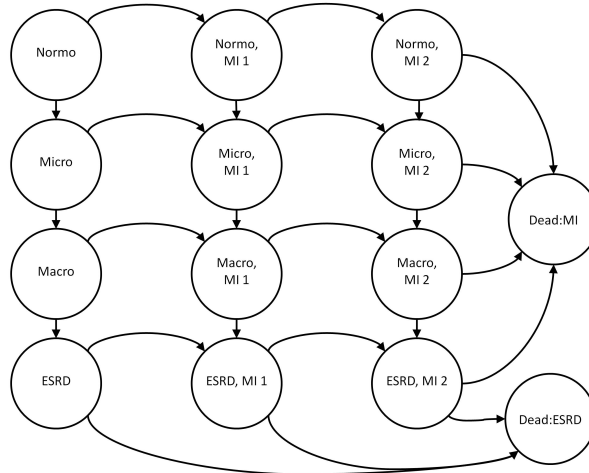 Normo
Normo,
MI 1
Normo,
MI 2
Micro
Micro,
MI 1
Micro,
MI 2
Dead:MI
Macro
Macro,
MI 1
Macro,
MI 2
ESRD
ESRD, MI 1
ESRD, MI 2
Dead:ESRD